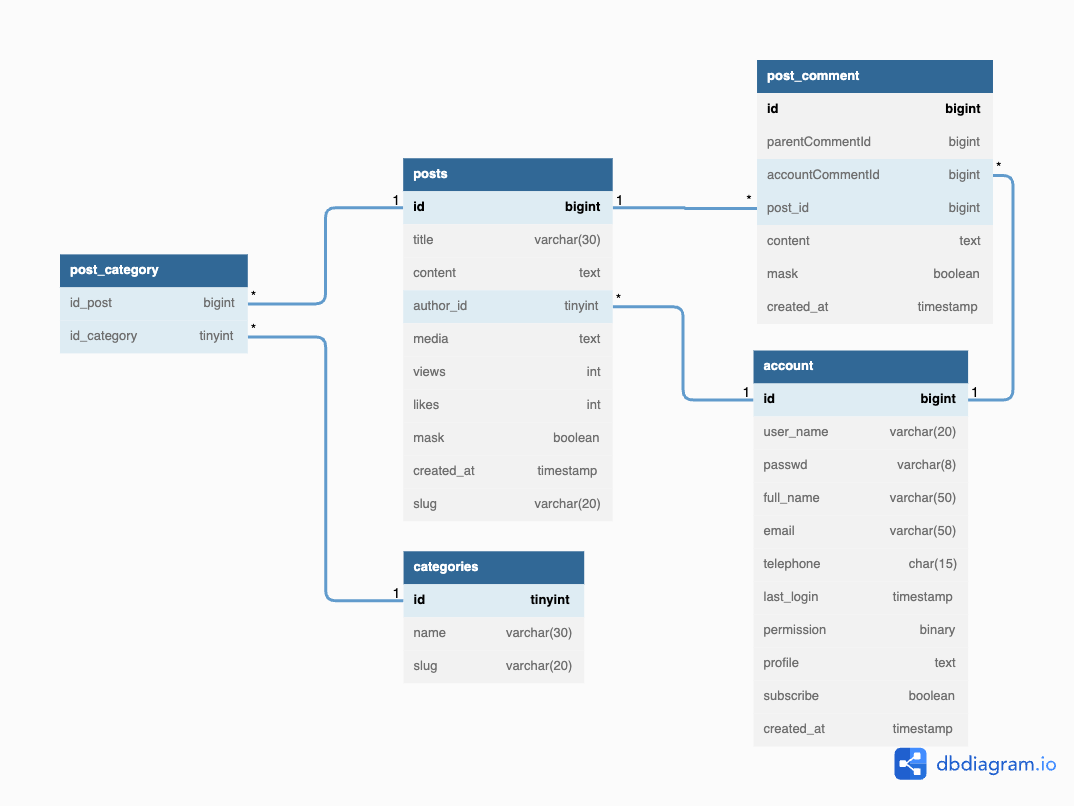 post_comment
id bigint
parentCommentId bigint
accountCommentId bigint *
* post_id bigint
content text
mask boolean
created_at timestamp
posts
1 id bigint 1
title varchar(30)
content text
author_id tinyint *
media text
views int
likes int
mask boolean
created_at timestamp
slug varchar(20)
post_category
id_post bigint *
id_category tinyint *
account
1 id bigint 1
user_name varchar(20)
passwd varchar(8)
full_name varchar(50)
email varchar(50)
telephone char(15)
last_login timestamp
permission binary
profile text
subscribe boolean
created_at timestamp
categories
1 id tinyint
name varchar(30)
slug varchar(20)
dbdiagram.io